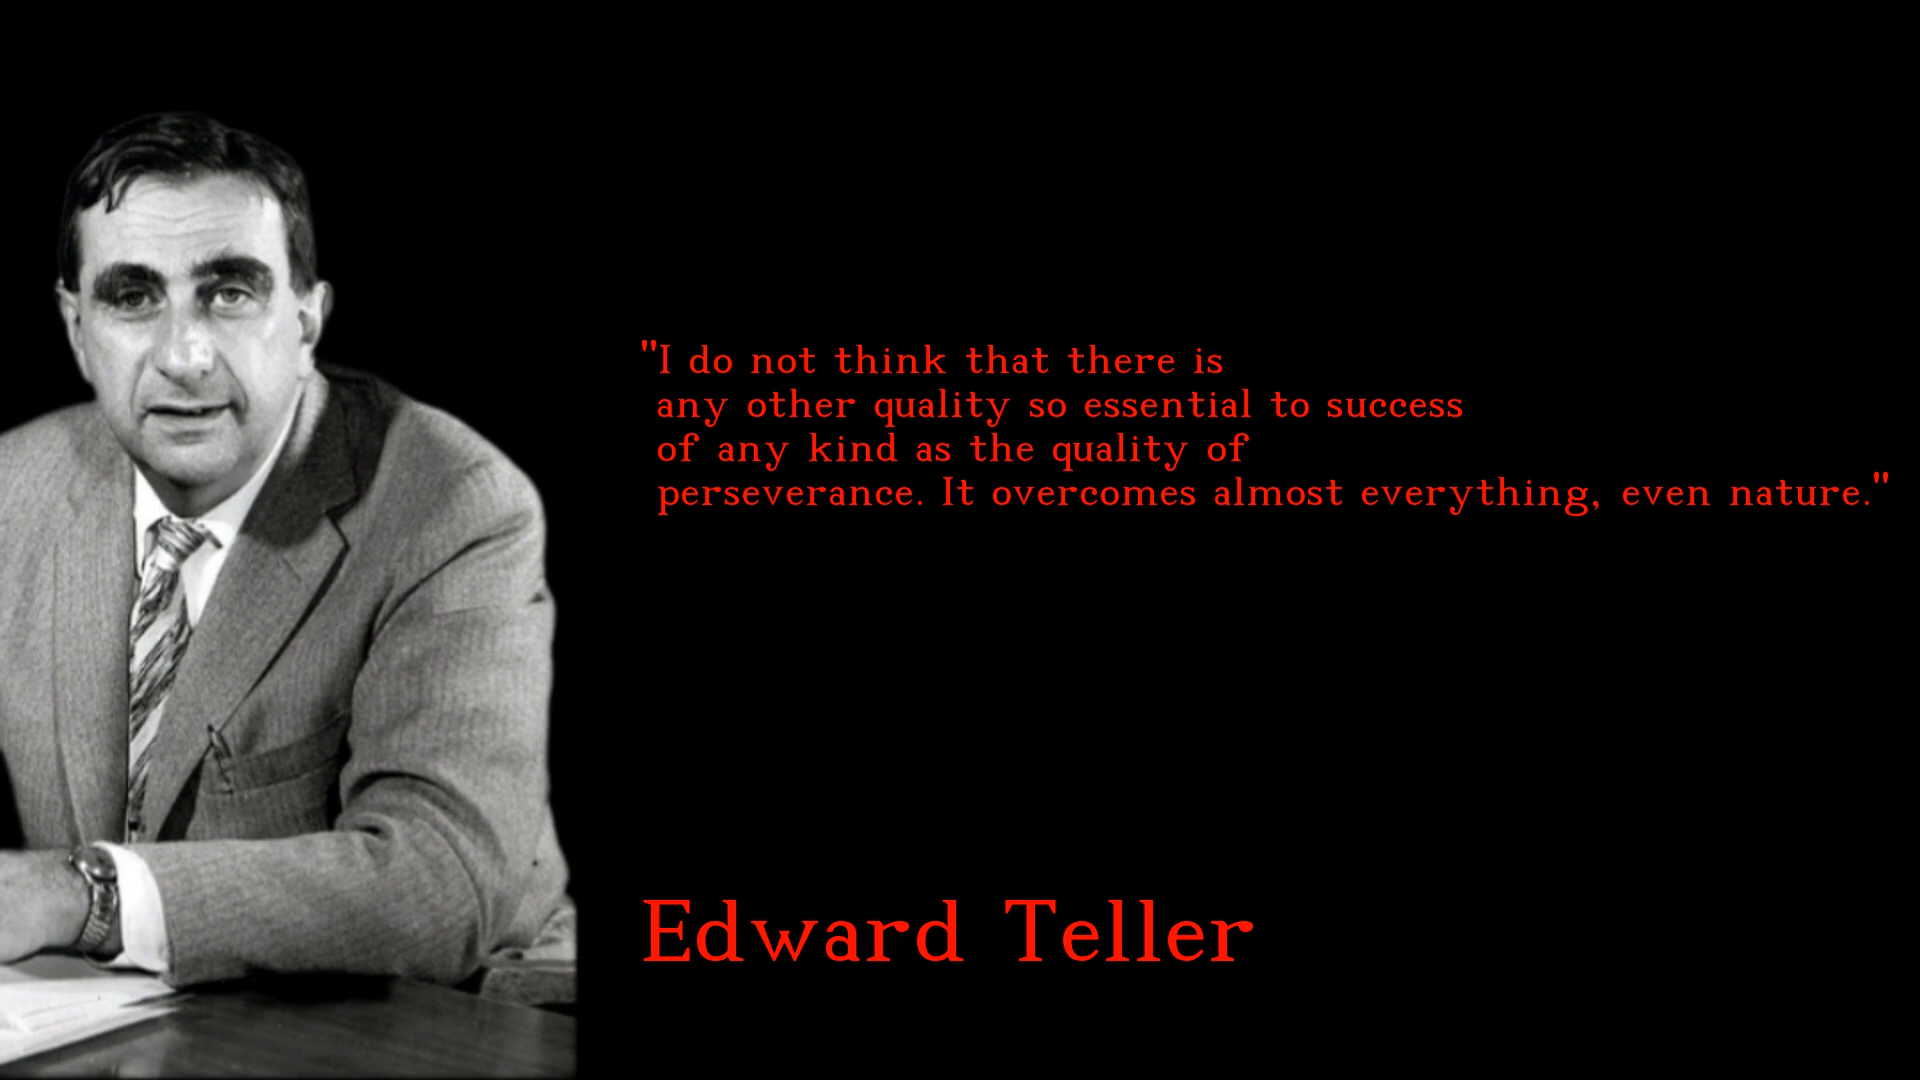 "I do not think that there is
any other quality so essential to success
of any kind as the quality of
perseverance. It overcomes almost everything, even nature."
Edward Teller